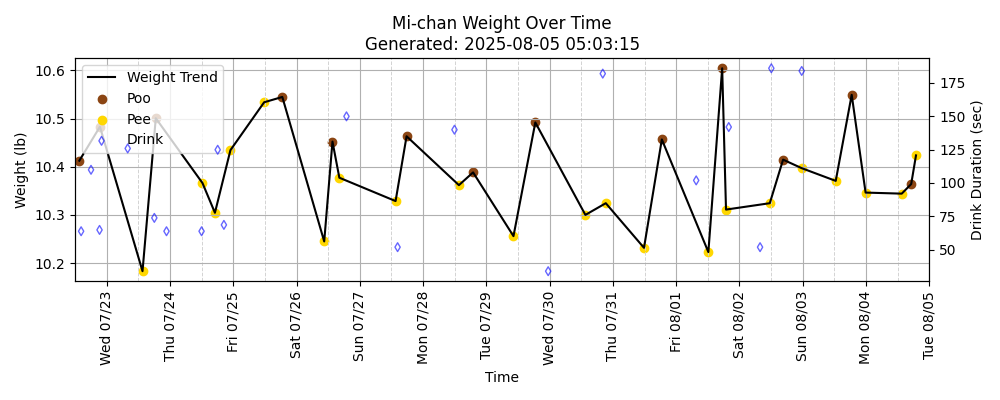 Mi-chan Weight Over Time
Generated: 2025-08-05 05:03:15
Weight (lb)
10.6
10.5
10.4
10.3
10.2
Weight Trend
Poo
Pee
Drink
175
150
125
100
75
50
Drink Duration (sec)
Wed 07/23
Thu 07/24
Fri 07/25
Sat 07/26
Sun 07/27
Mon 07/28
Tue 07/29
Wed 07/30
Thu 07/31
Fri 08/01
Sat 08/02
Sun 08/03
Mon 08/04
Tue 08/05
Time